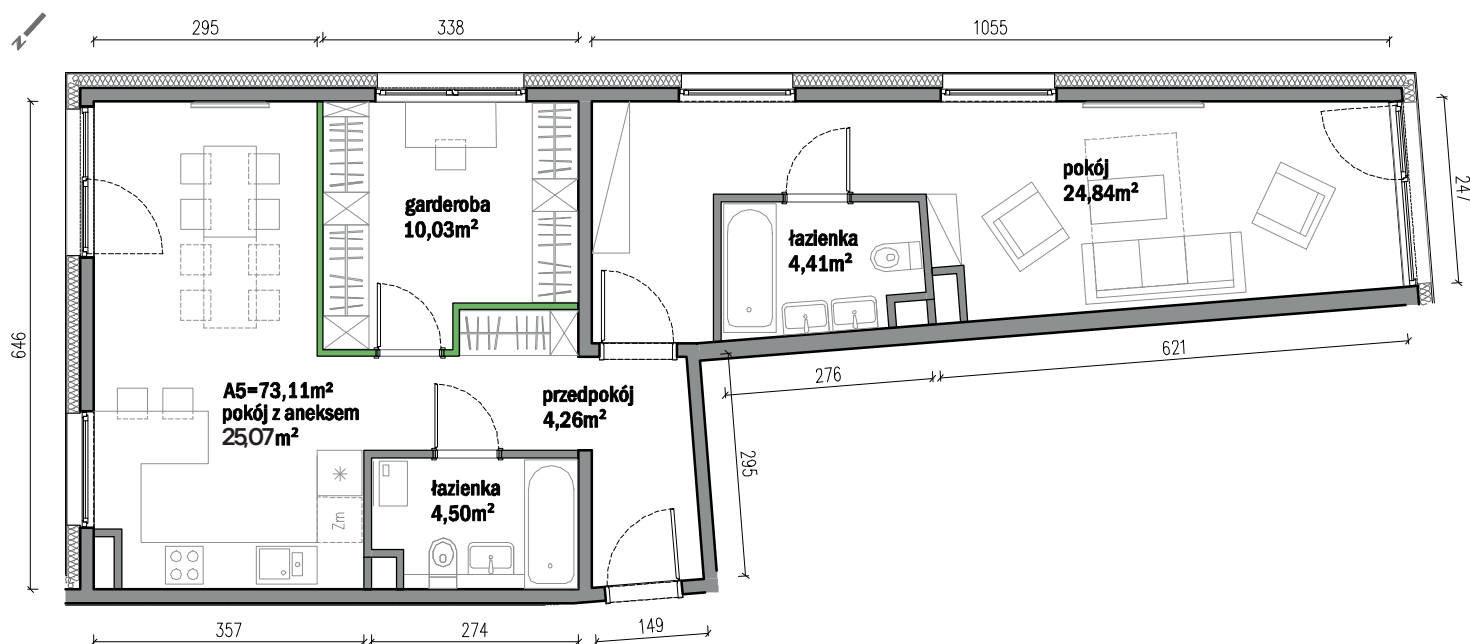 295
338
1055
N
garderoba
10,03m²
pokój
24,84m²
łazienka
4,41m²
646
A5=73,11m²
pokój z aneksem
25,07m²
przedpokój
4,26m²
276
621
295
łazienka
4,50m²
Zm
357
274
149